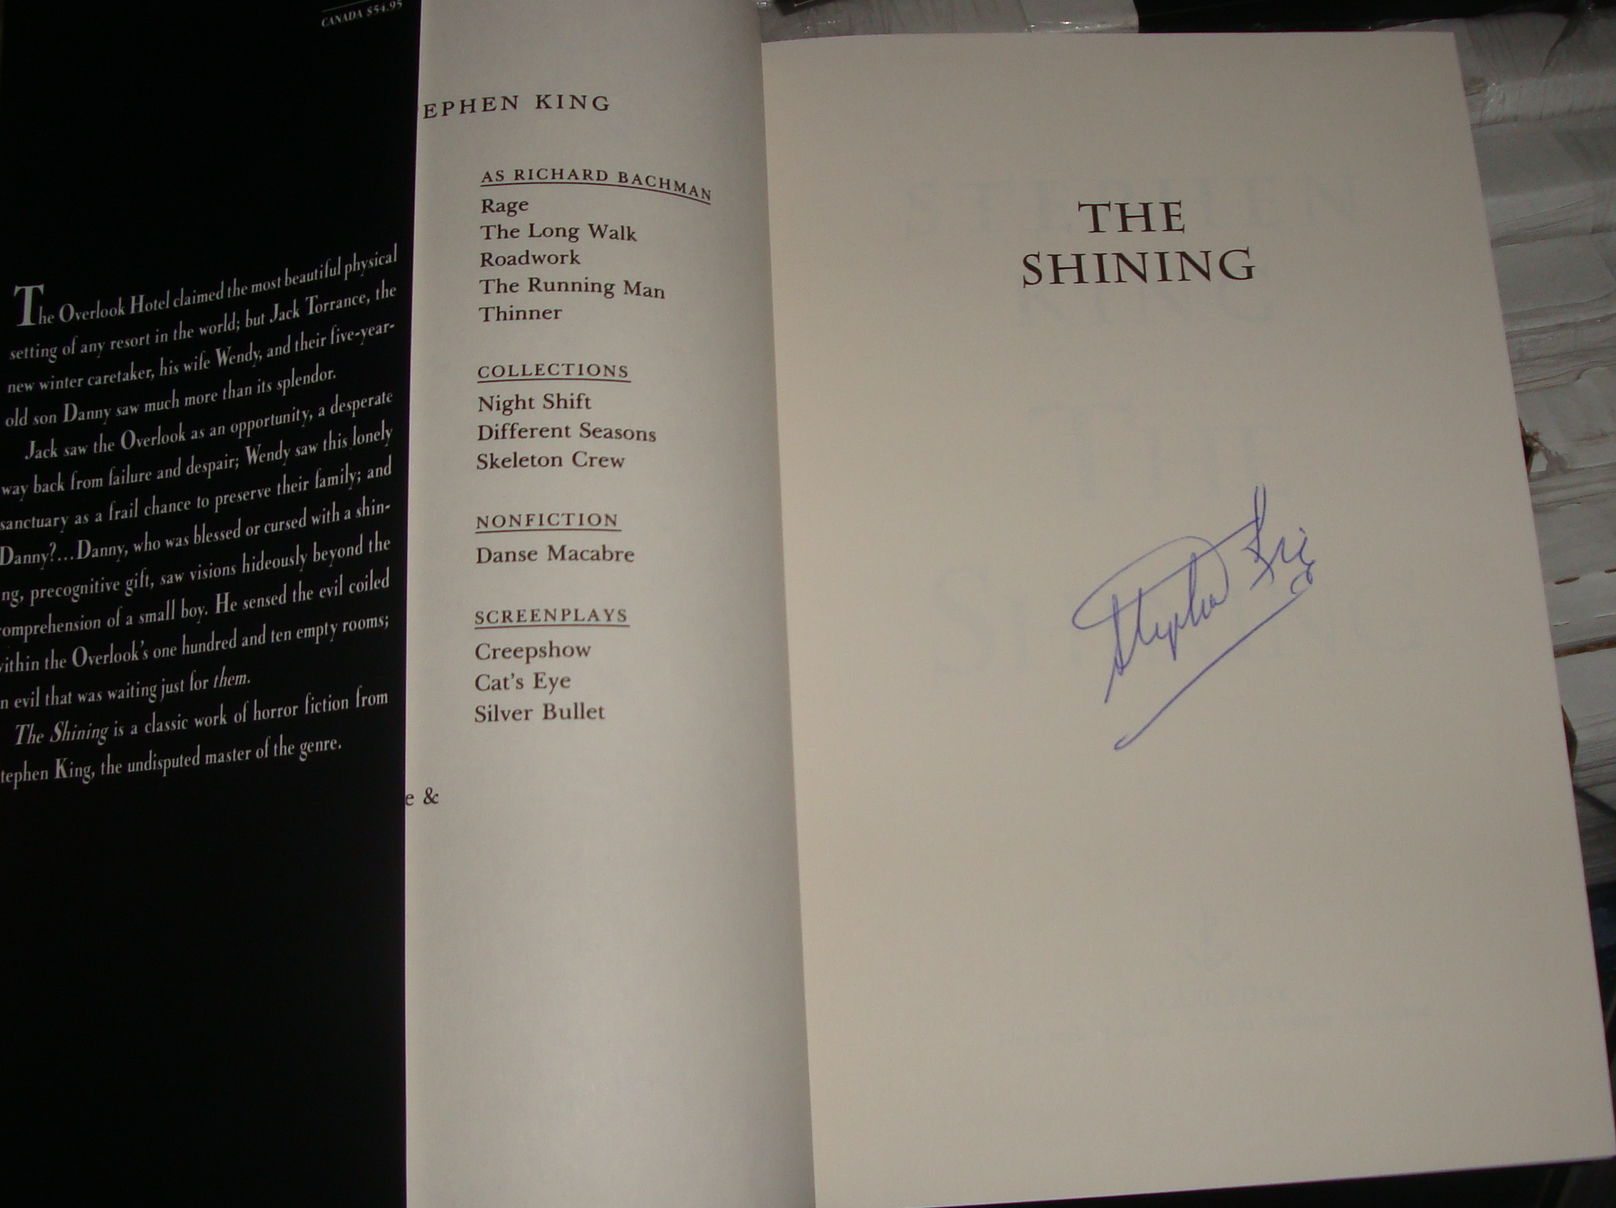 CANADA $54.95
The Overlook Hotel claimed the most beautiful physical
setting of any resort in the world; but Jack Torrance, the
new winter caretaker, his wife Wendy, and their five-year-
old son Danny saw much more than its splendor.
Jack saw the Overlook as an opportunity, a desperate
way back from failure and despair; Wendy saw this lonely
sanctuary as a frail chance to preserve their family; and
Danny?...Danny, who was blessed or cursed with a shin-
ng, precognitive gift, saw visions hideously beyond the
omprehension of a small boy. He sensed the evil coiled
ithin the Overlook's one hundred and ten empty rooms;
n evil that was waiting just for them.
The Shining is a classic work of horror fiction from
tephen King, the undisputed master of the genre.
EPHEN KING
AS RICHARD BACHMAN
Rage
The Long Walk
Roadwork
The Running Man
Thinner
COLLECTIONS
Night Shift
Different Seasons
Skeleton Crew
NONFICTION
Danse Macabre
SCREENPLAYS
Creepshow
Cat's Eye
Silver Bullet
e &
THE
SHINING
Stephen King
STEPHEN
KING
THE
SHINING